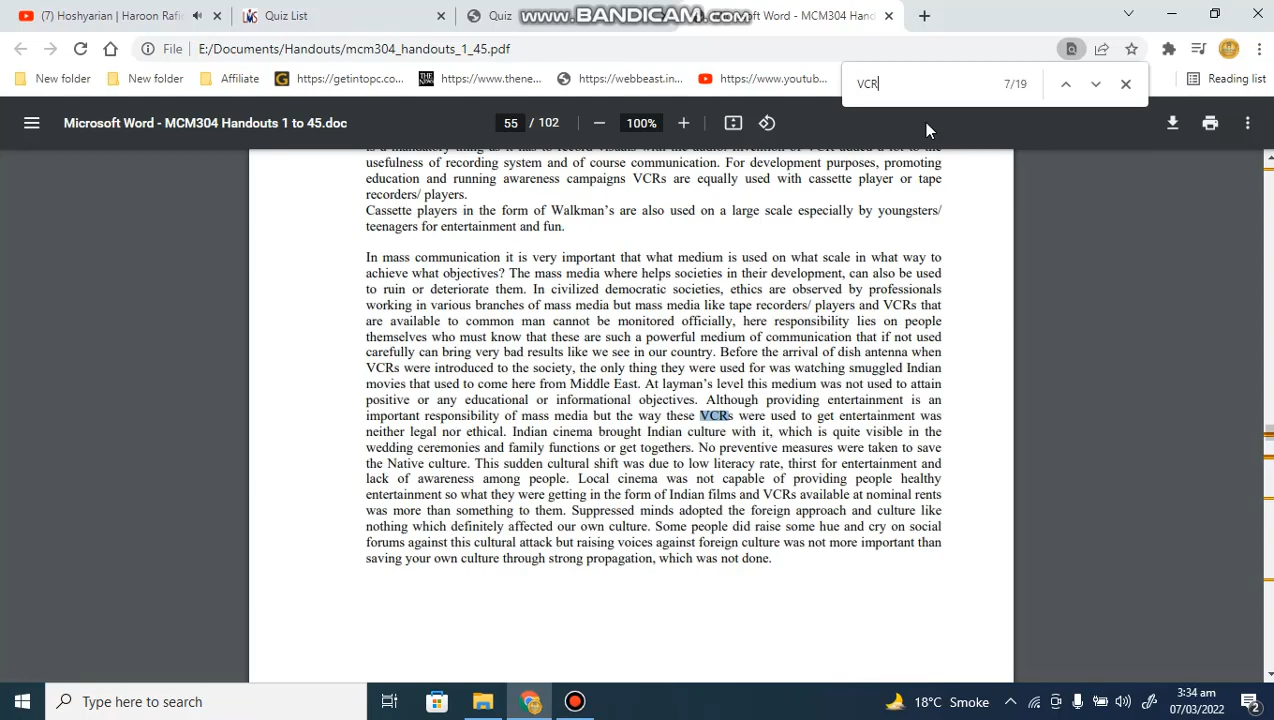 (7) Hoshyarian | Haroon Rafi
Quiz List
Quiz
www.BANDICAM.com
Microsoft Word - MCM304 Hand
File
E:/Documents/Handouts/mcm304_handouts_1_45.pdf
New folder
New folder
Affiliate
https://getintopc.co...
https://www.thene...
https://webbeast.in...
https://www.youtub...
Reading list
VCR
7/19
Microsoft Word - MCM304 Handouts 1 to 45.doc
55 / 102
100%
usefulness of recording system and of course communication. For development purposes, promoting
education and running awareness campaigns VCRs are equally used with cassette player or tape
recorders/ players.
Cassette players in the form of Walkman's are also used on a large scale especially by youngsters/
teenagers for entertainment and fun.
In mass communication it is very important that what medium is used on what scale in what way to
achieve what objectives? The mass media where helps societies in their development, can also be used
to ruin or deteriorate them. In civilized democratic societies, ethics are observed by professionals
working in various branches of mass media but mass media like tape recorders/ players and VCRs that
are available to common man cannot be monitored officially, here responsibility lies on people
themselves who must know that these are such a powerful medium of communication that if not used
carefully can bring very bad results like we see in our country. Before the arrival of dish antenna when
VCRs were introduced to the society, the only thing they were used for was watching smuggled Indian
movies that used to come here from Middle East. At layman's level this medium was not used to attain
positive or any educational or informational objectives. Although providing entertainment is an
important responsibility of mass media but the way these VCRs were used to get entertainment was
neither legal nor ethical. Indian cinema brought Indian culture with it, which is quite visible in the
wedding ceremonies and family functions or get togethers. No preventive measures were taken to save
the Native culture. This sudden cultural shift was due to low literacy rate, thirst for entertainment and
lack of awareness among people. Local cinema was not capable of providing people healthy
entertainment so what they were getting in the form of Indian films and VCRs available at nominal rents
was more than something to them. Suppressed minds adopted the foreign approach and culture like
nothing which definitely affected our own culture. Some people did raise some hue and cry on social
forums against this cultural attack but raising voices against foreign culture was not more important than
saving your own culture through strong propagation, which was not done.
Type here to search
18°C Smoke
3:34 am
07/03/2022
2